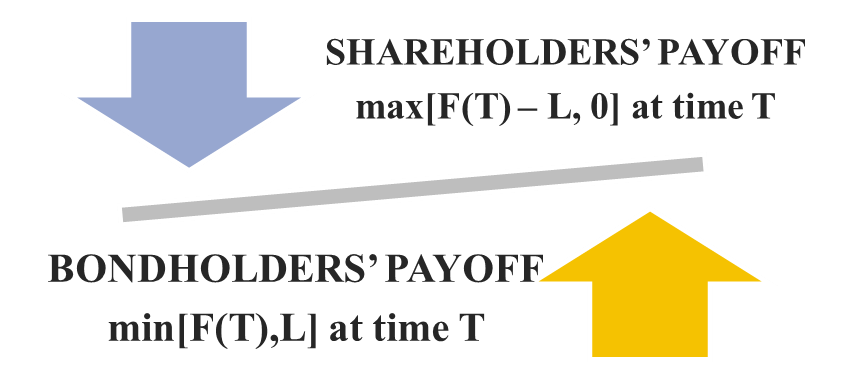 SHAREHOLDERS’ PAYOFF
max[F(T) – L, 0] at time T
BONDHOLDERS’ PAYOFF
min[F(T),L] at time T